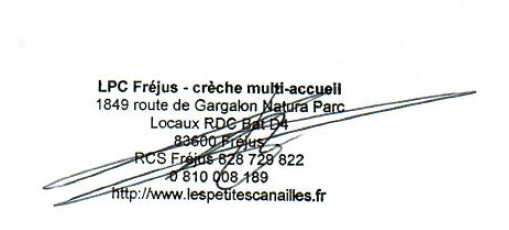 LPC Fréjus - crèche multi-accueil
1849 route de Gargalon Natura Parc
Locaux RDC Bat D4
83600 Fréjus
RCS Fréjus 828 729 822
0 810 008 189
http://www.lespetitescanailles.fr